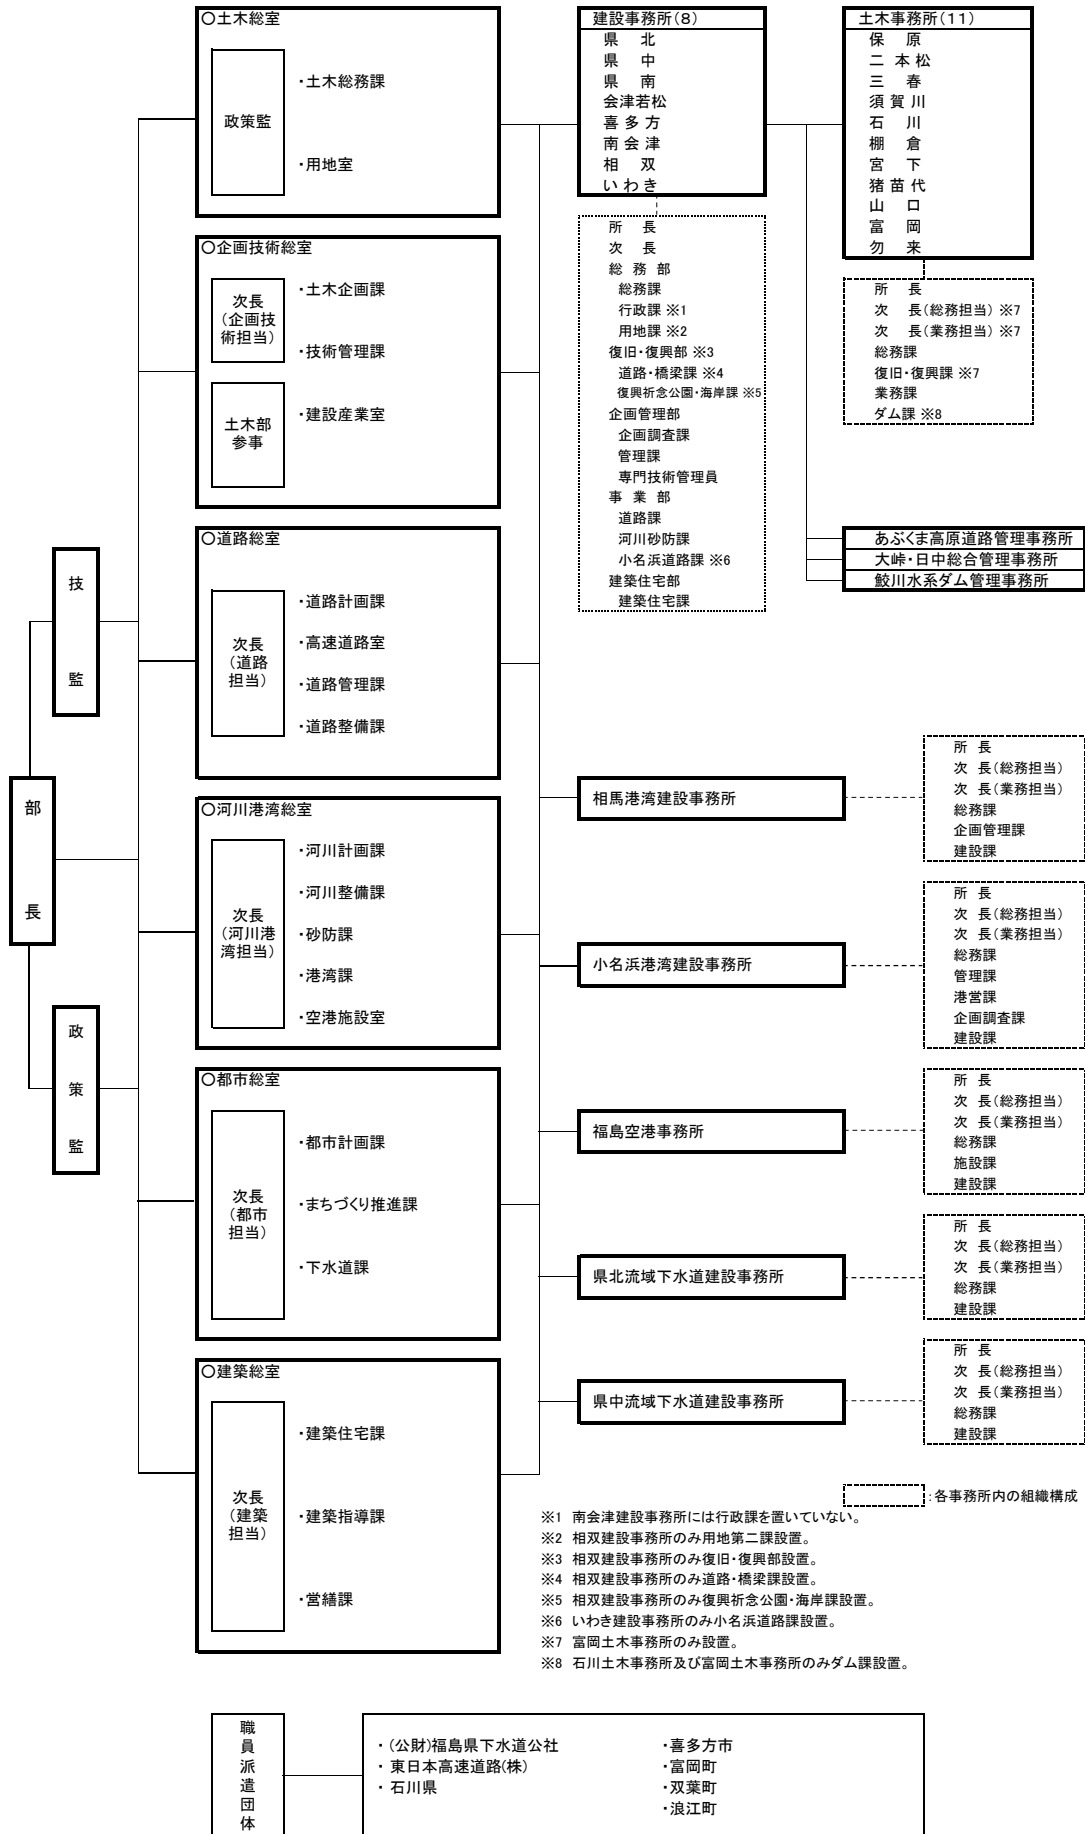 部長
技監
政策監
〇土木総室
政策監
・土木総務課
・用地室
〇企画技術総室
次長
(企画技
術担当)
土木部
参事
・土木企画課
・技術管理課
・建設産業室
〇道路総室
次長
(道路
担当)
・道路計画課
・高速道路室
・道路管理課
・道路整備課
〇河川港湾総室
次長
(河川港
湾担当)
・河川計画課
・河川整備課
・砂防課
・港湾課
・空港施設室
〇都市総室
次長
(都市
担当)
・都市計画課
・まちづくり推進課
・下水道課
〇建築総室
次長
(建築
担当)
・建築住宅課
・建築指導課
・営繕課
建設事務所(8)
県 北
県 中
県 南
会津若松
喜多方
南会津
相 双
いわき
所 長
次 長
総 務 部
総務課
行政課 ※1
用地課 ※2
復旧・復興部 ※3
道路・橋梁課 ※4
復興祈念公園・海岸課 ※5
企画管理部
企画調査課
管理課
専門技術管理員
事 業 部
道路課
河川砂防課
小名浜道路課 ※6
建築住宅部
建築住宅課
土木事務所(11)
保 原
二本松
三 春
須賀川
石 川
棚 倉
宮 下
猪苗代
山 口
富 岡
勿 来
所 長
次 長(総務担当) ※7
次 長(業務担当) ※7
総務課
復旧・復興課 ※7
業務課
ダム課 ※8
あぶくま高原道路管理事務所
大峠・日中総合管理事務所
鮫川水系ダム管理事務所
相馬港湾建設事務所
所 長
次 長(総務担当)
次 長(業務担当)
総務課
企画管理課
建設課
小名浜港湾建設事務所
所 長
次 長(総務担当)
次 長(業務担当)
総務課
管理課
港営課
企画調査課
建設課
福島空港事務所
所 長
次 長(総務担当)
次 長(業務担当)
総務課
施設課
建設課
県北流域下水道建設事務所
所 長
次 長(総務担当)
次 長(業務担当)
総務課
建設課
県中流域下水道建設事務所
所 長
次 長(総務担当)
次 長(業務担当)
総務課
建設課
:各事務所内の組織構成
※1 南会津建設事務所には行政課を置いていない。
※2 相双建設事務所のみ用地第二課設置。
※3 相双建設事務所のみ復旧・復興部設置。
※4 相双建設事務所のみ道路・橋梁課設置。
※5 相双建設事務所のみ復興祈念公園・海岸課設置。
※6 いわき建設事務所のみ小名浜道路課設置。
※7 富岡土木事務所のみ設置。
※8 石川土木事務所及び富岡土木事務所のみダム課設置。
職員派遣団体
・(公財)福島県下水道公社
・東日本高速道路(株)
・石川県
・喜多方市
・富岡町
・双葉町
・浪江町